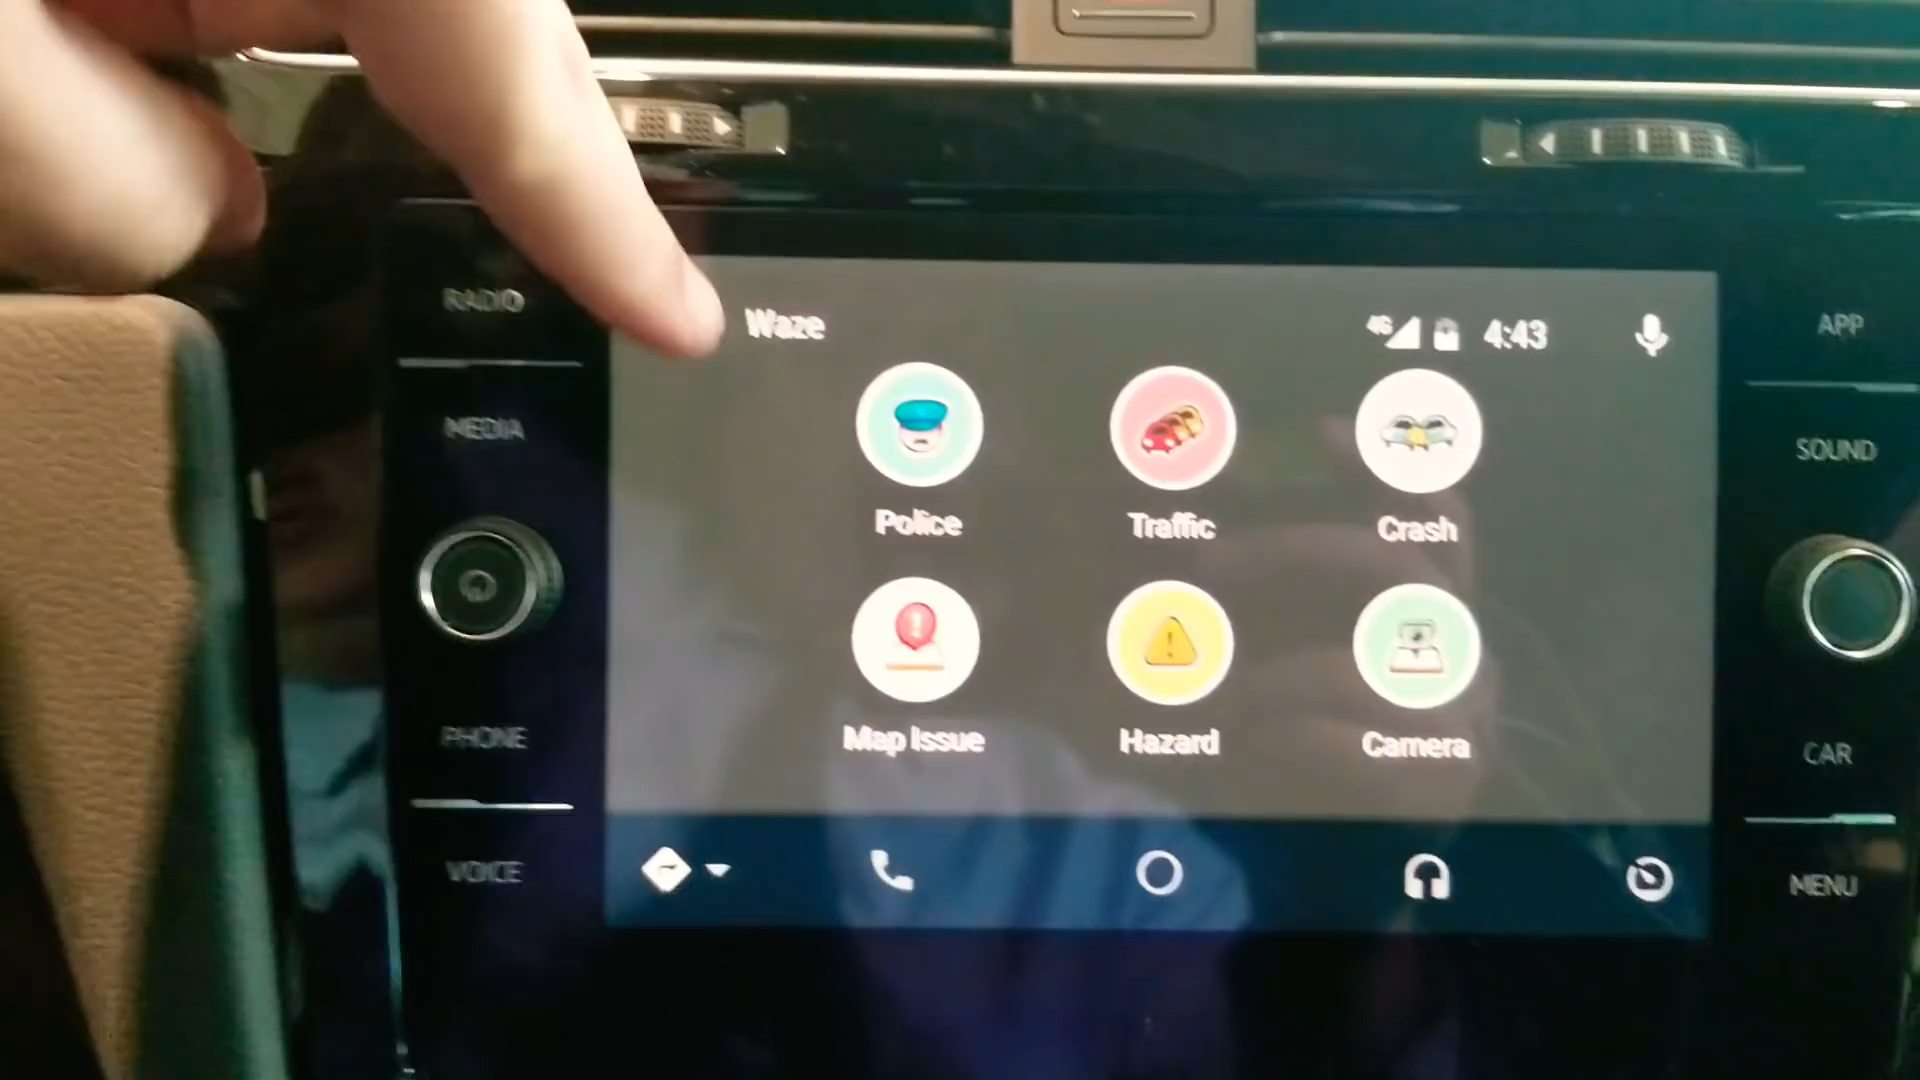 RADIO
MEDIA
PHONE
VOICE
Waze
4G
4:43
Police
Traffic
Crash
Map Issue
Hazard
Camera
APP
SOUND
CAR
MENU